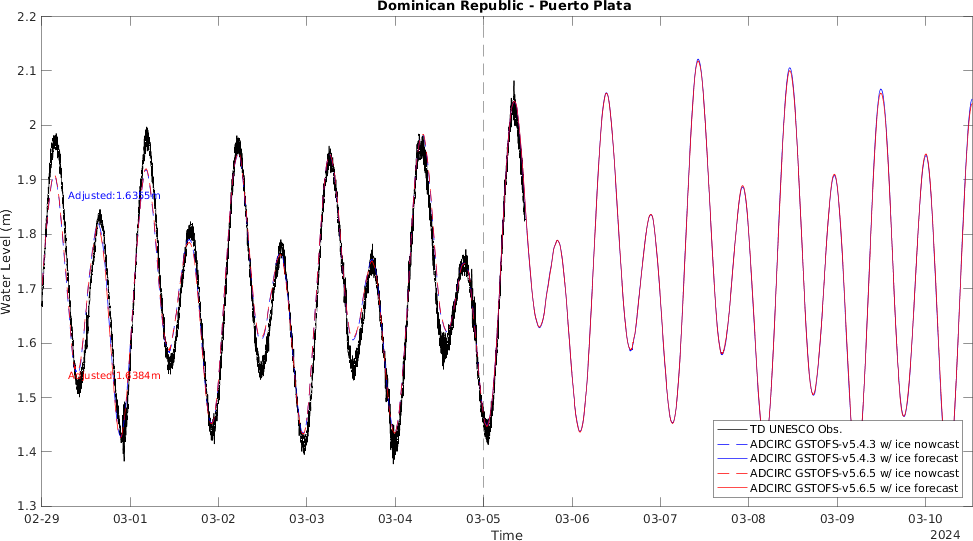 Dominican Republic - Puerto Plata
2.2
2.1
2
1.9
1.8
1.7
1.6
1.5
1.4
1.3
Water Level (m)
Adjusted:1.6355m
Adjusted:1.6384m
TD UNESCO Obs.
ADCIRC GSTOFS-v5.4.3 w/ ice nowcast
ADCIRC GSTOFS-v5.4.3 w/ ice forecast
ADCIRC GSTOFS-v5.6.5 w/ ice nowcast
ADCIRC GSTOFS-v5.6.5 w/ ice forecast
02-29 03-01 03-02 03-03 03-04 03-05 03-06 03-07 03-08 03-09 03-10
Time
2024